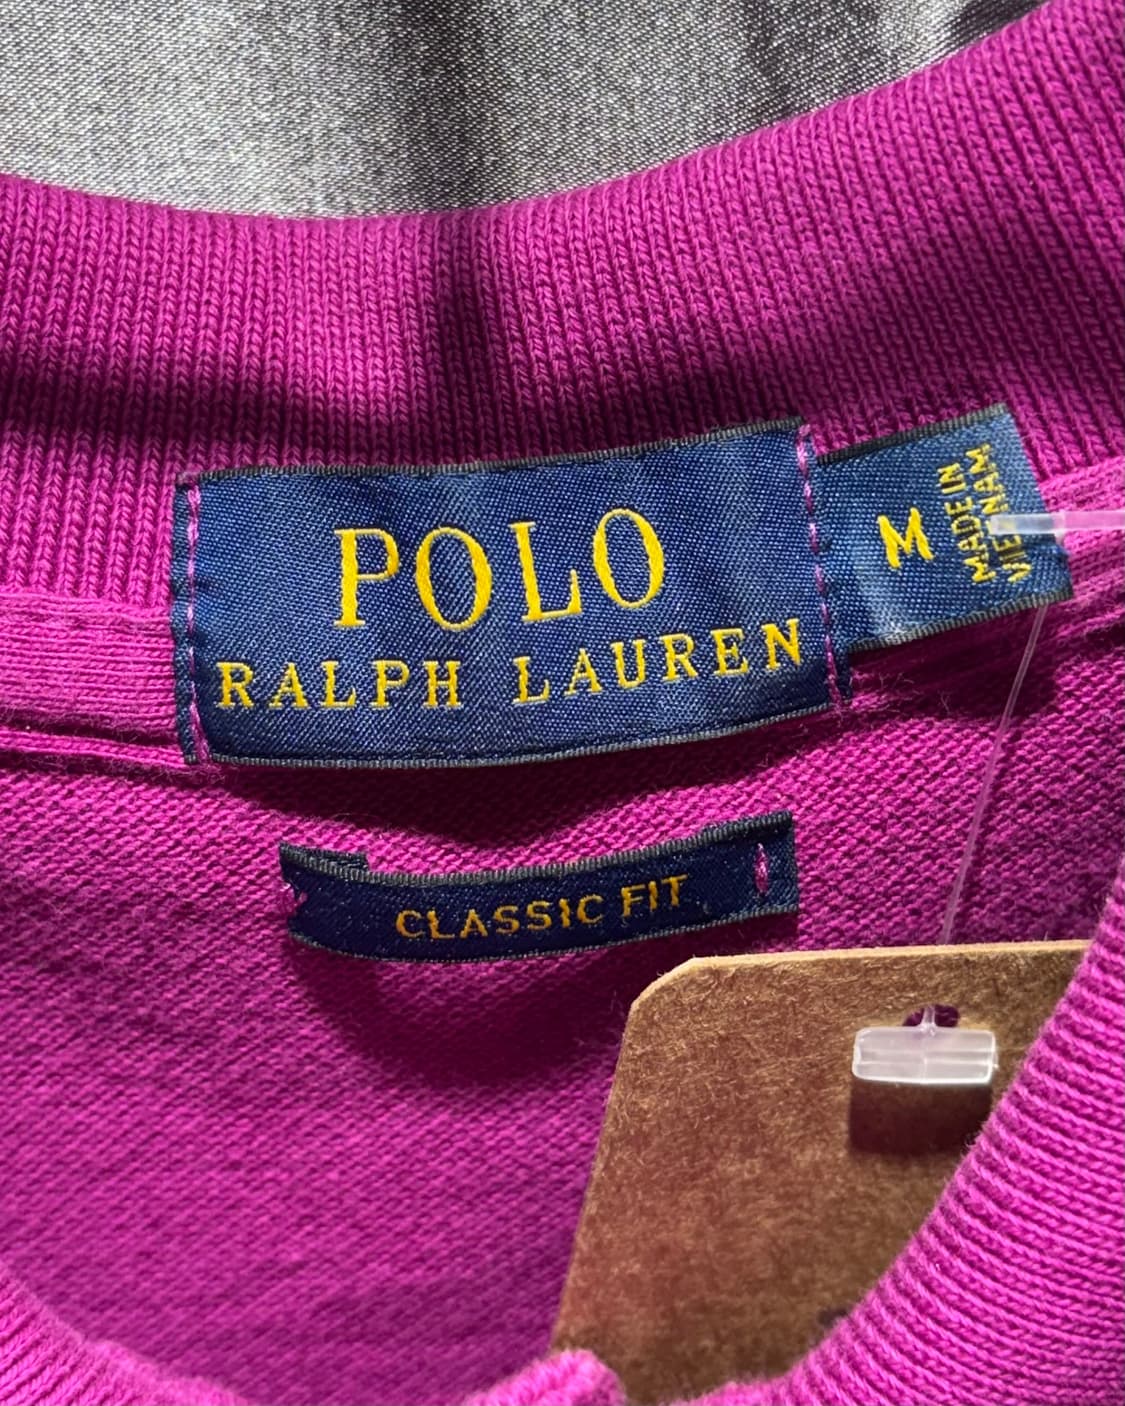 POLO
RALPH LAUREN
M
MADE IN
VIETNAM
CLASSIC FIT